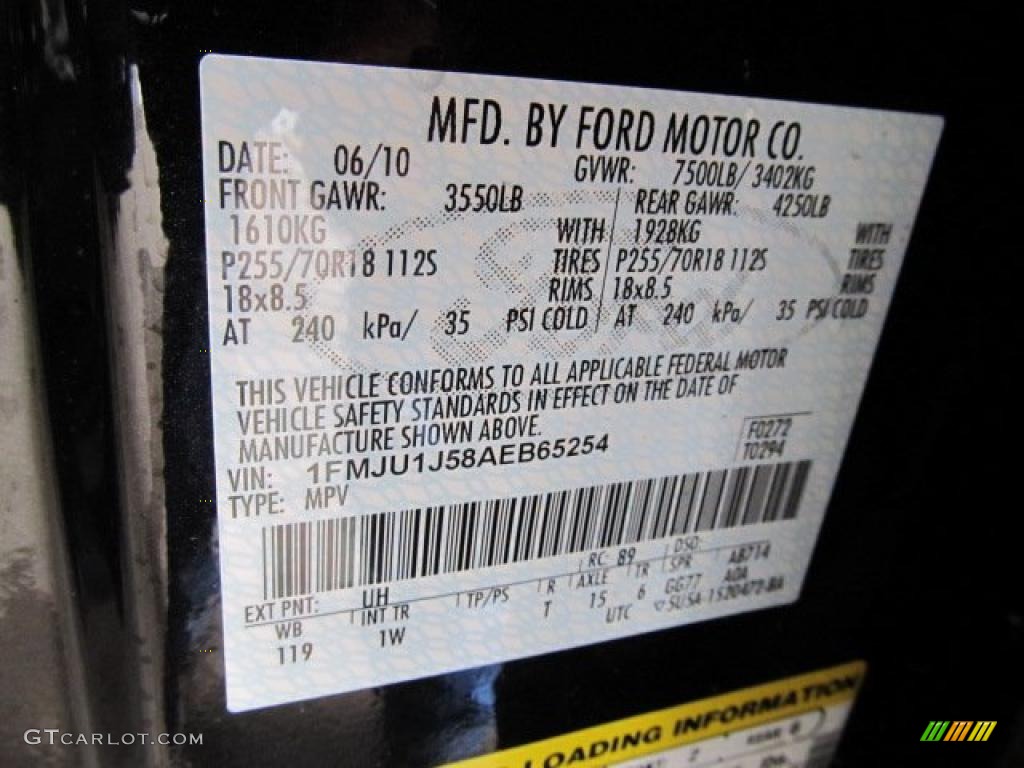 MFD. BY FORD MOTOR CO.
DATE: 06/10 GVWR: 7500LB/ 3402KG
FRONT GAWR: 3550LB REAR GAWR: 4250LB
1610KG WITH 1928KG WITH
P255/70R18 112S TIRES P255/70R18 112S TIRES
18x8.5 RIMS 18x8.5 RIMS
AT 240 kPa/ 35 PSI COLD AT 240 kPa/ 35 PSI COLD
THIS VEHICLE CONFORMS TO ALL APPLICABLE FEDERAL MOTOR
VEHICLE SAFETY STANDARDS IN EFFECT ON THE DATE OF
MANUFACTURE SHOWN ABOVE.
F0272
VIN: 1FMJU1J58AEB65254 T0294
TYPE: MPV
EXT PNT: UH RC: 89 DSO:
WB INT TR TP/PS R AXLE TR SPR AB714
119 1W T 15 6 GG77 A0A
UTC
LOADING INFORMATION
GTCARLOT.COM